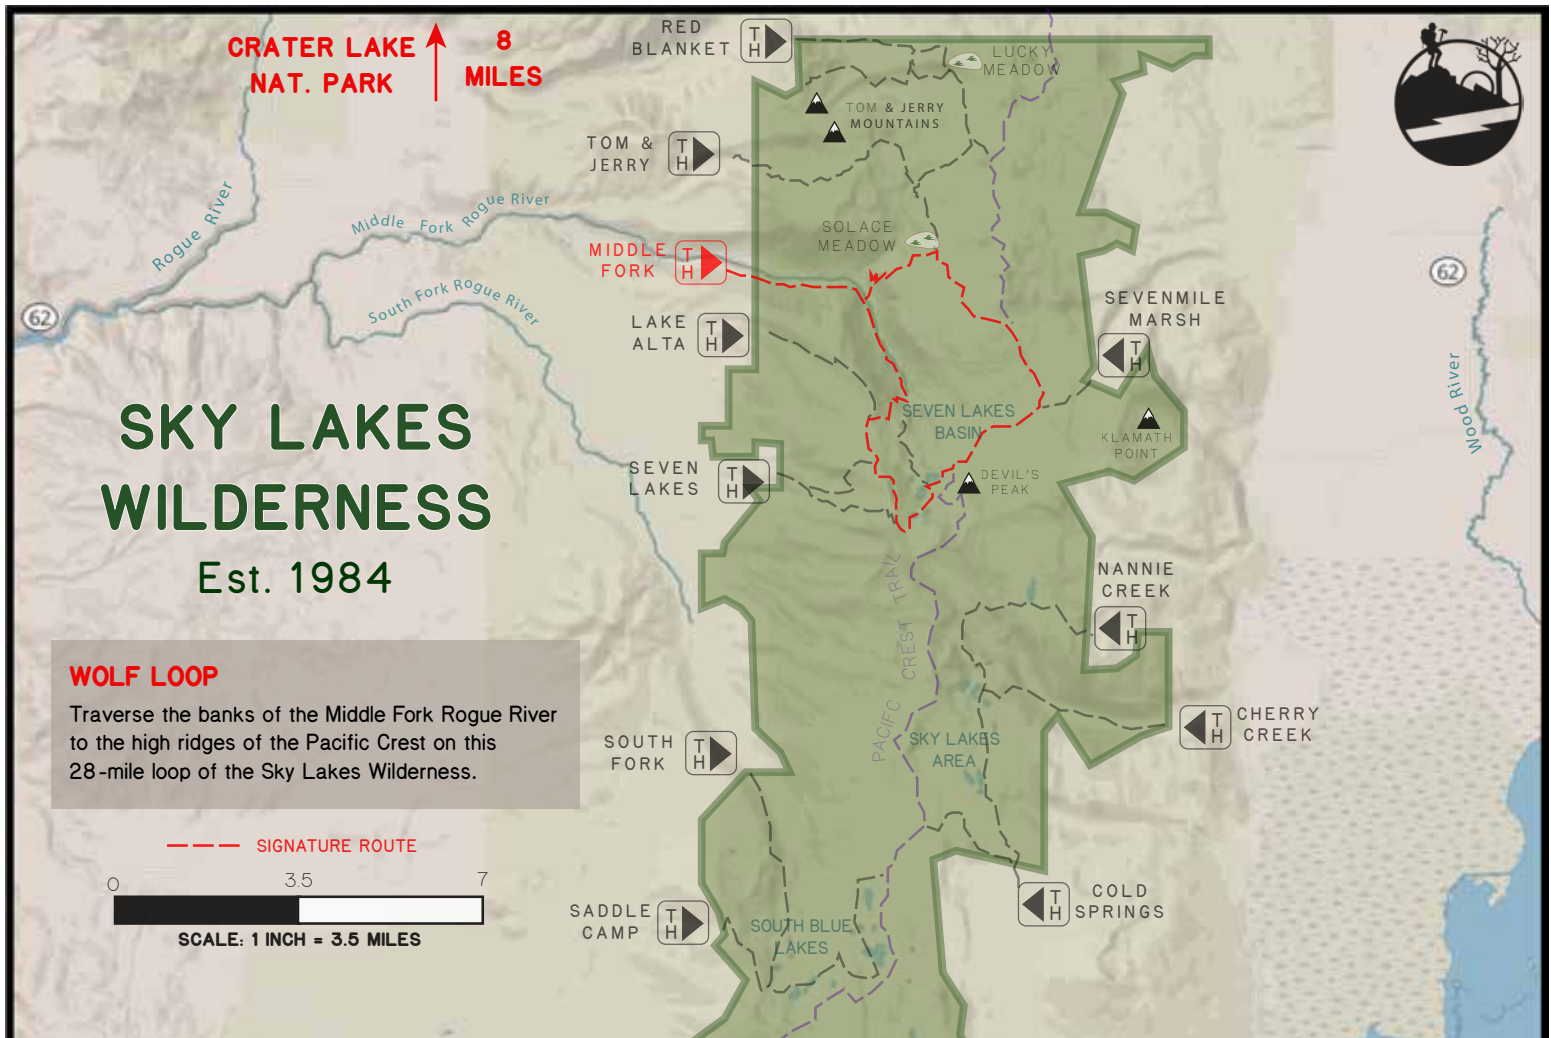 CRATER LAKE
NAT. PARK
8
MILES
RED
BLANKET
TH
LUCKY
MEADOW
TOM & JERRY
MOUNTAINS
TOM &
JERRY
TH
Rogue River
Middle Fork Rogue River
SOLACE
MEADOW
MIDDLE
FORK
TH
62
62
South Fork Rogue River
LAKE
ALTA
TH
SEVENMILE
MARSH
TH
Wood River
SKY LAKES
WILDERNESS
Est. 1984
SEVEN LAKES
BASIN
KLAMATH
POINT
SEVEN
LAKES
TH
DEVIL'S
PEAK
PACIFC CREST TRAIL
NANNIE
CREEK
TH
WOLF LOOP
Traverse the banks of the Middle Fork Rogue River
to the high ridges of the Pacific Crest on this
28-mile loop of the Sky Lakes Wilderness.
SOUTH
FORK
TH
SKY LAKES
AREA
TH
CHERRY
CREEK
SIGNATURE ROUTE
0 3.5 7
SCALE: 1 INCH = 3.5 MILES
SADDLE
CAMP
TH
SOUTH BLUE
LAKES
TH
COLD
SPRINGS